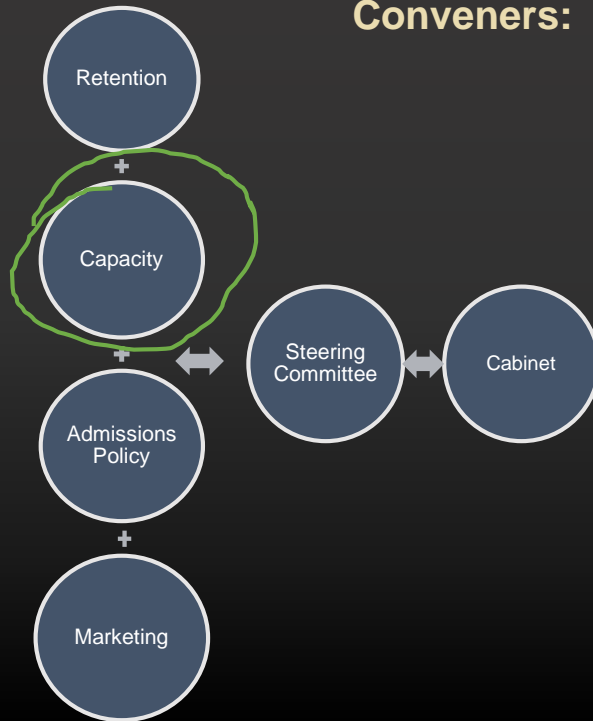 Conveners:
Retention
+
Capacity
+
Steering
Committee
Cabinet
Admissions
Policy
+
Marketing